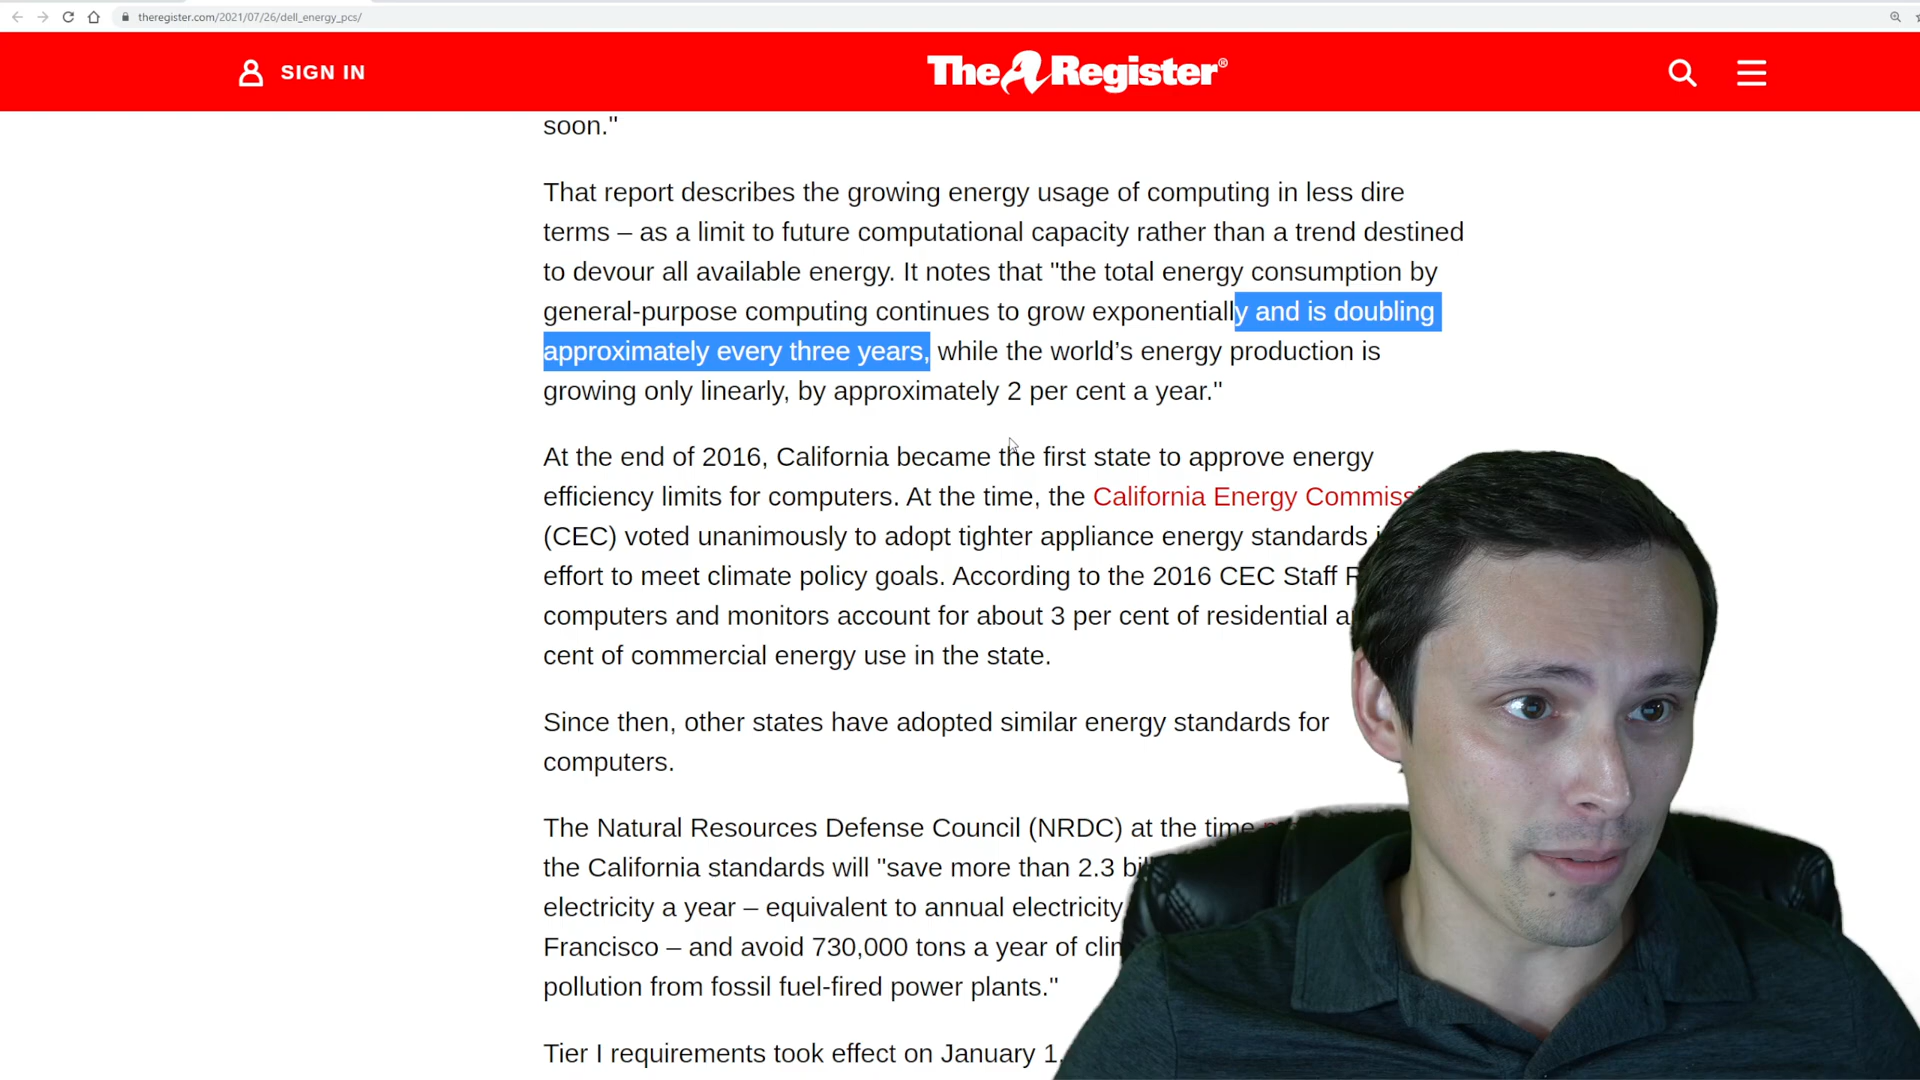 theregister.com/2021/07/26/dell_energy_pcs/
SIGN IN
The Register®
soon."
That report describes the growing energy usage of computing in less dire
terms – as a limit to future computational capacity rather than a trend destined
to devour all available energy. It notes that "the total energy consumption by
general-purpose computing continues to grow exponentially and is doubling
approximately every three years, while the world's energy production is
growing only linearly, by approximately 2 per cent a year."
At the end of 2016, California became the first state to approve energy
efficiency limits for computers. At the time, the California Energy
(CEC) voted unanimously to adopt tighter appliance energy standards
effort to meet climate policy goals. According to the 2016 CEC Staff
computers and monitors account for about 3 per cent of residential
cent of commercial energy use in the state.
Since then, other states have adopted similar energy standards for
computers.
The Natural Resources Defense Council (NRDC) at the time
the California standards will "save more than 2.3
electricity a year – equivalent to annual electricity
Francisco – and avoid 730,000 tons a year of
pollution from fossil fuel-fired power plants."
Tier I requirements took effect on January 1,